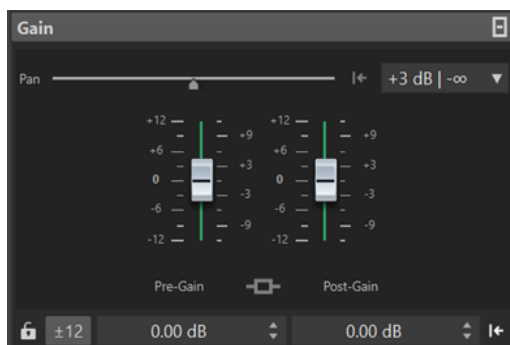 Gain
Pan +3 dB | -∞
+12 +12
+9 +9
+6 +6
+3 +3
0 0
-3 -3
-6 -6
-9 -9
-12 -12
Pre-Gain Post-Gain
±12 0.00 dB 0.00 dB